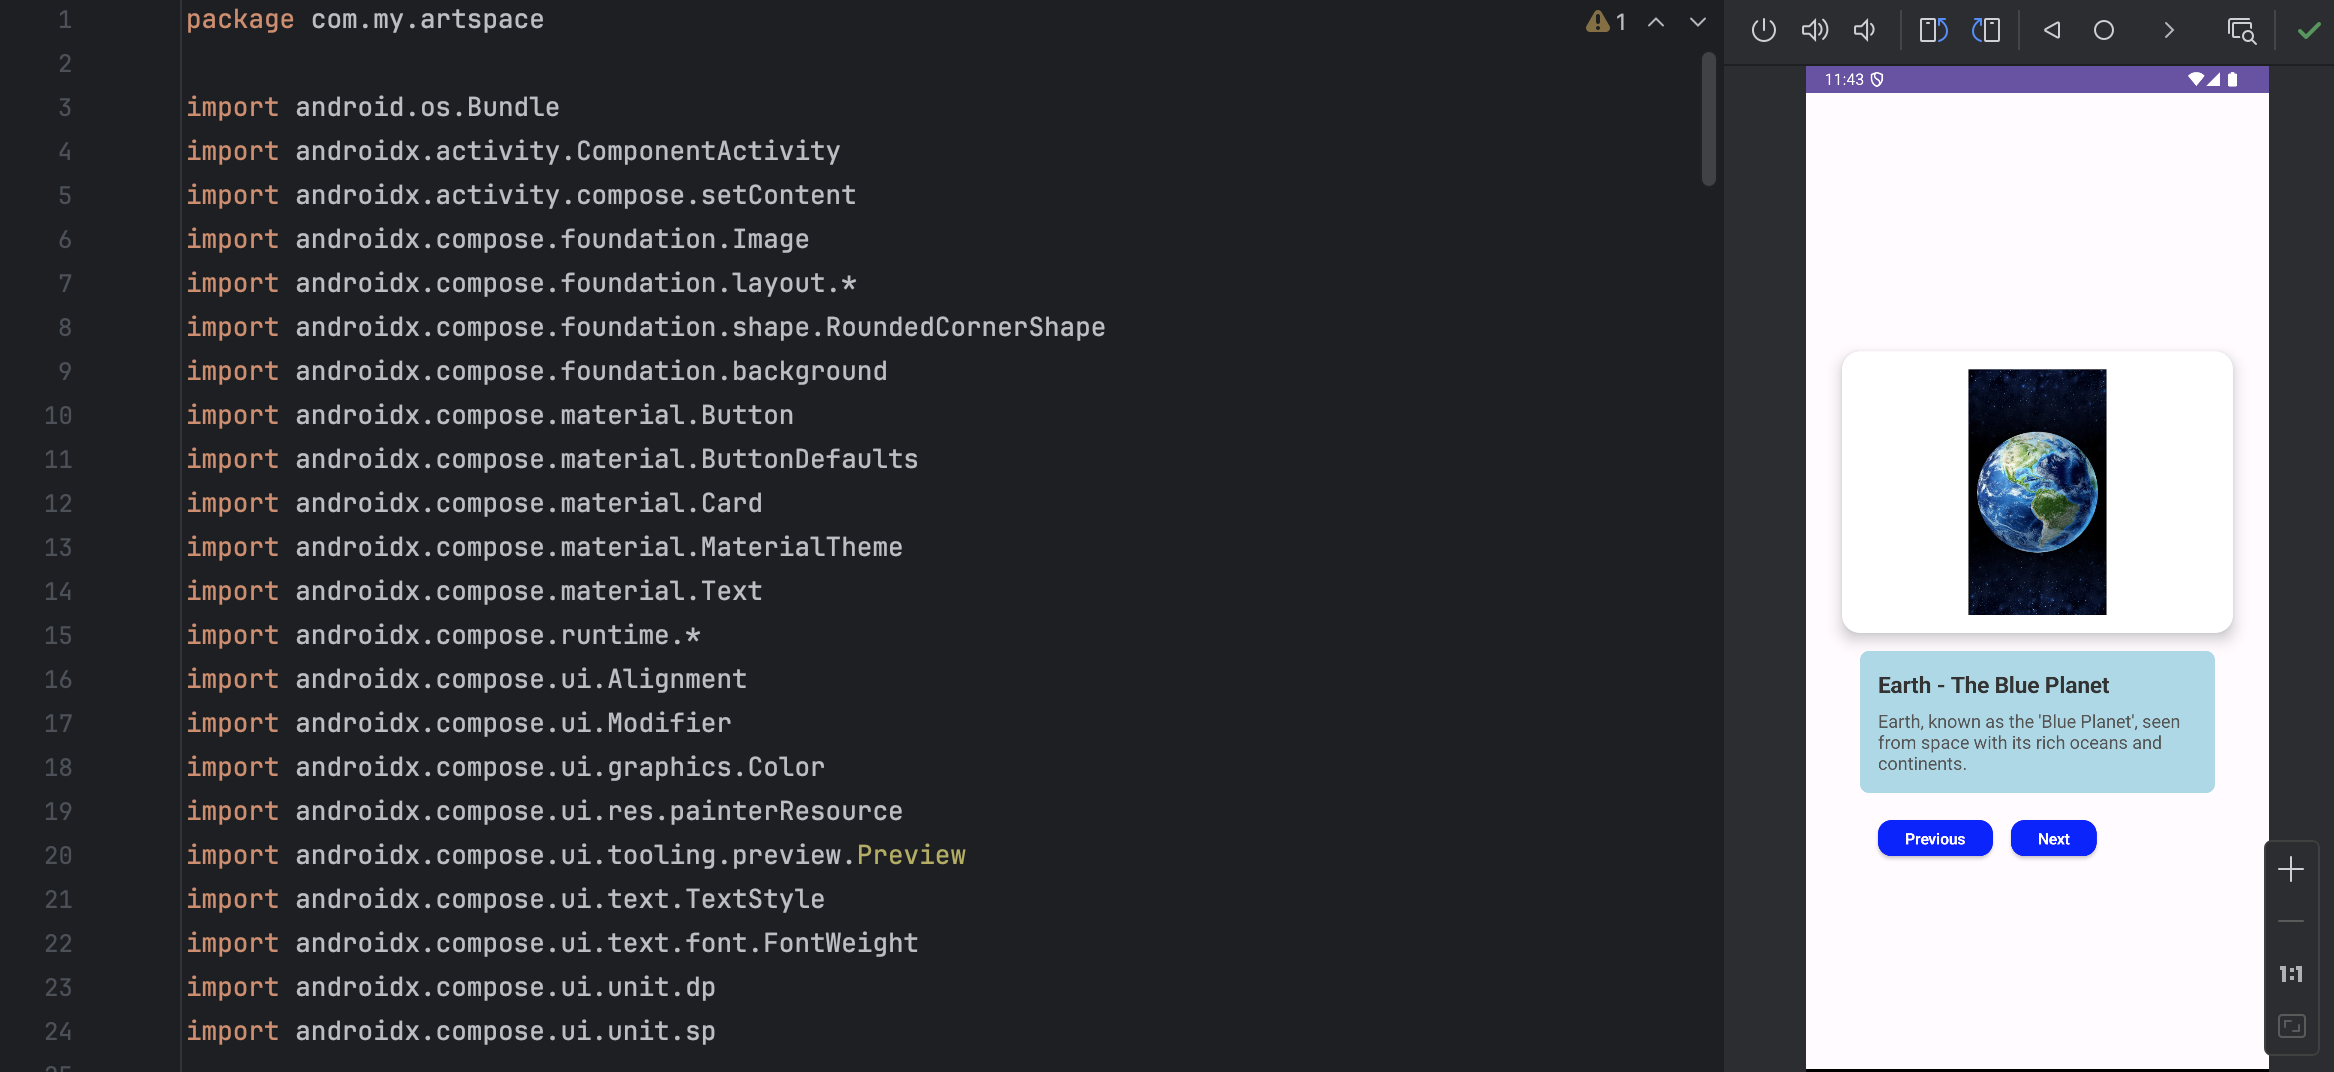 1 package com.my.artspace
2
3 import android.os.Bundle
4 import androidx.activity.ComponentActivity
5 import androidx.activity.compose.setContent
6 import androidx.compose.foundation.Image
7 import androidx.compose.foundation.layout.*
8 import androidx.compose.foundation.shape.RoundedCornerShape
9 import androidx.compose.foundation.background
10 import androidx.compose.material.Button
11 import androidx.compose.material.ButtonDefaults
12 import androidx.compose.material.Card
13 import androidx.compose.material.MaterialTheme
14 import androidx.compose.material.Text
15 import androidx.compose.runtime.*
16 import androidx.compose.ui.Alignment
17 import androidx.compose.ui.Modifier
18 import androidx.compose.ui.graphics.Color
19 import androidx.compose.ui.res.painterResource
20 import androidx.compose.ui.tooling.preview.Preview
21 import androidx.compose.ui.text.TextStyle
22 import androidx.compose.ui.text.font.FontWeight
23 import androidx.compose.ui.unit.dp
24 import androidx.compose.ui.unit.sp
1
11:43
Earth - The Blue Planet
Earth, known as the 'Blue Planet', seen
from space with its rich oceans and
continents.
Previous
Next
1:1